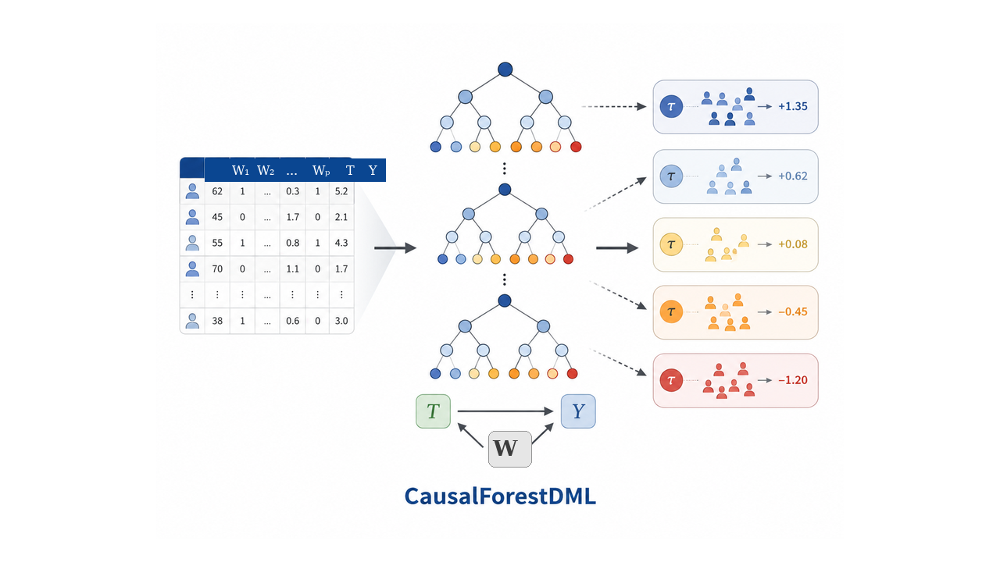 W₁ W₂ ... Wₚ T Y
62 1 ... 0.3 1 5.2
45 0 ... 1.7 0 2.1
55 1 ... 0.8 1 4.3
70 0 ... 1.1 0 1.7
⋮ ⋮ ⋮ ... ⋮ ⋮ ⋮
38 1 ... 0.6 0 3.0
⋮
⋮
τ +1.35
τ +0.62
τ +0.08
τ −0.45
τ −1.20
T Y
W
CausalForestDML